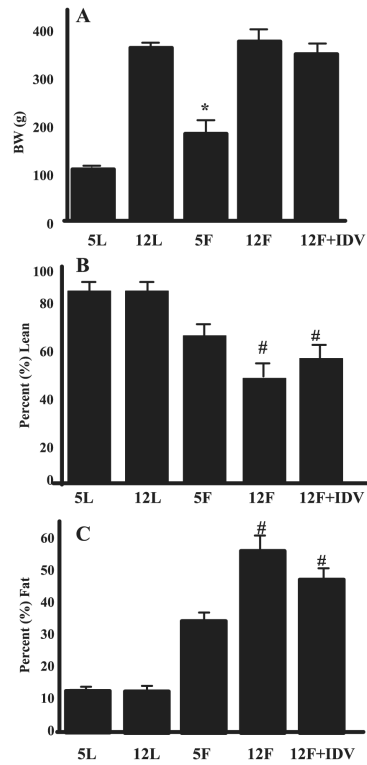 A
400
300
200
100
0
BW (g)
*
5L 12L 5F 12F 12F+IDV
B
100
80
60
40
20
0
Percent (%) Lean
# #
5L 12L 5F 12F 12F+IDV
C
60
50
40
30
20
10
0
Percent (%) Fat
# #
5L 12L 5F 12F 12F+IDV